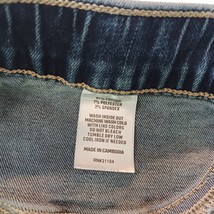 1% POLYESTER
2% SPANDEX
WASH INSIDE OUT
MACHINE WASH COLD
WITH LIKE COLORS
DO NOT BLEACH
TUMBLE DRY LOW
COOL IRON IF NEEDED
MADE IN CAMBODIA